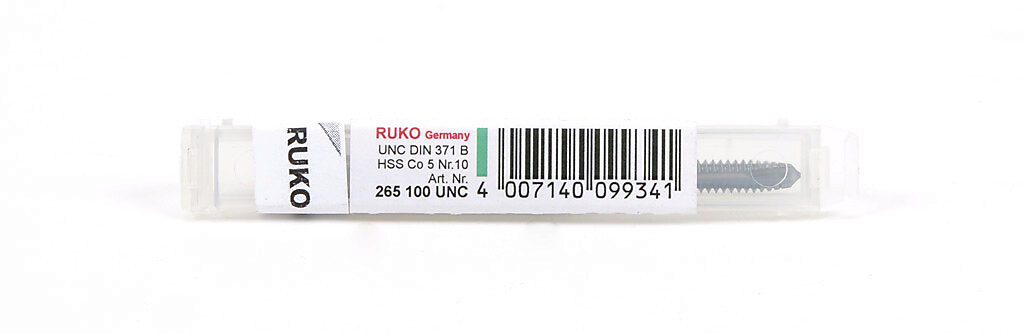 RUKO
RUKO Germany
UNC DIN 371 B
HSS Co 5 Nr.10
Art. Nr.
265 100 UNC
4 007140 099341